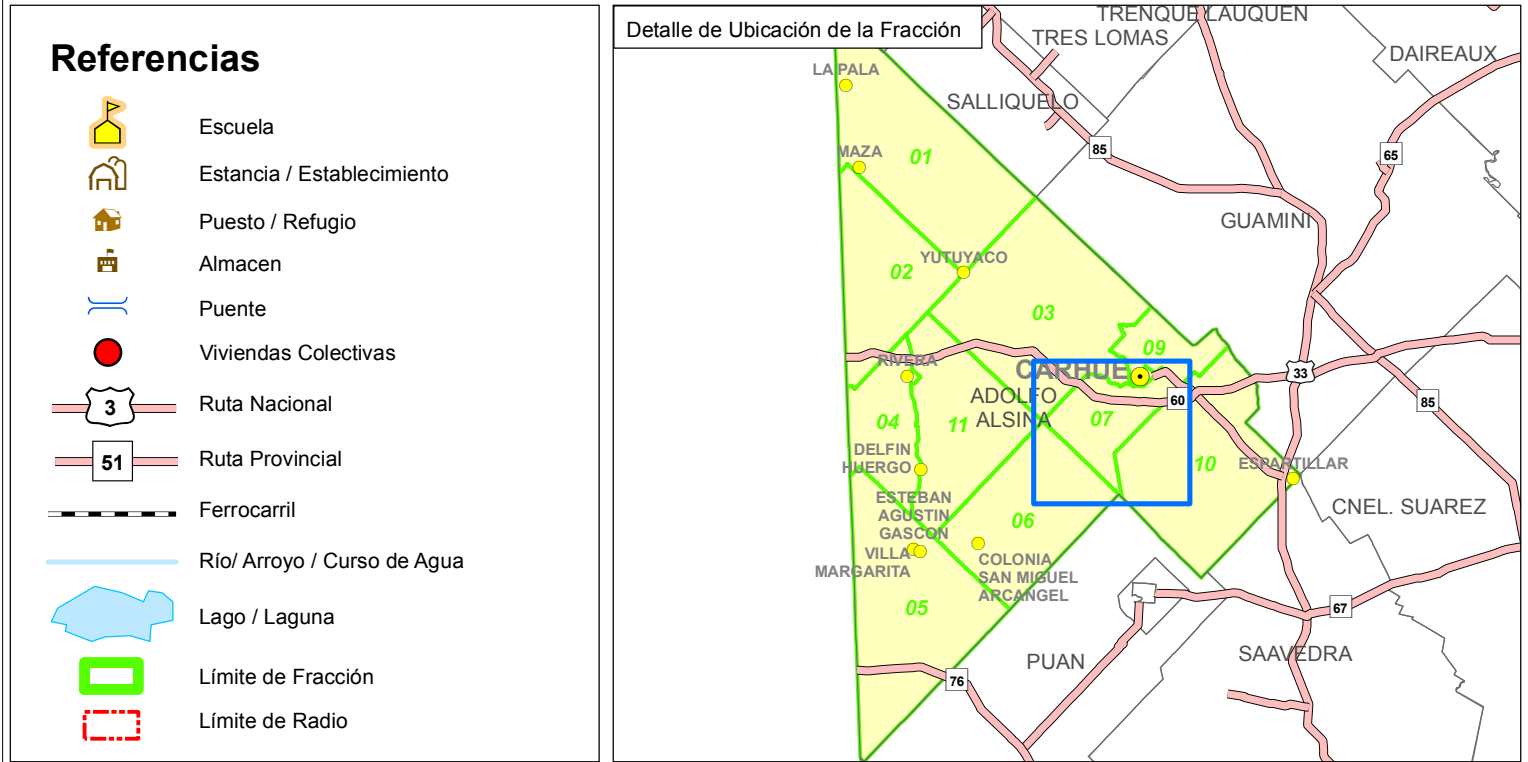 Referencias
Escuela
Estancia / Establecimiento
Puesto / Refugio
Almacen
Puente
Viviendas Colectivas
3
Ruta Nacional
51
Ruta Provincial
Ferrocarril
Río/ Arroyo / Curso de Agua
Lago / Laguna
Límite de Fracción
Límite de Radio
Detalle de Ubicación de la Fracción
TRENQUE LAUQUEN
TRES LOMAS
DAIREAUX
LA PALA
SALLIQUELO
85
65
MAZA
01
GUAMINI
YUTUYACO
02
03
09
RIVERA
CARHUE
33
ADOLFO
ALSINA
60
85
04
11
07
DELFIN
HUERGO
10
ESPARTILLAR
ESTEBAN
AGUSTIN
GASCON
CNEL. SUAREZ
06
VILLA
MARGARITA
COLONIA
SAN MIGUEL
ARCANGEL
05
67
PUAN
SAAVEDRA
76